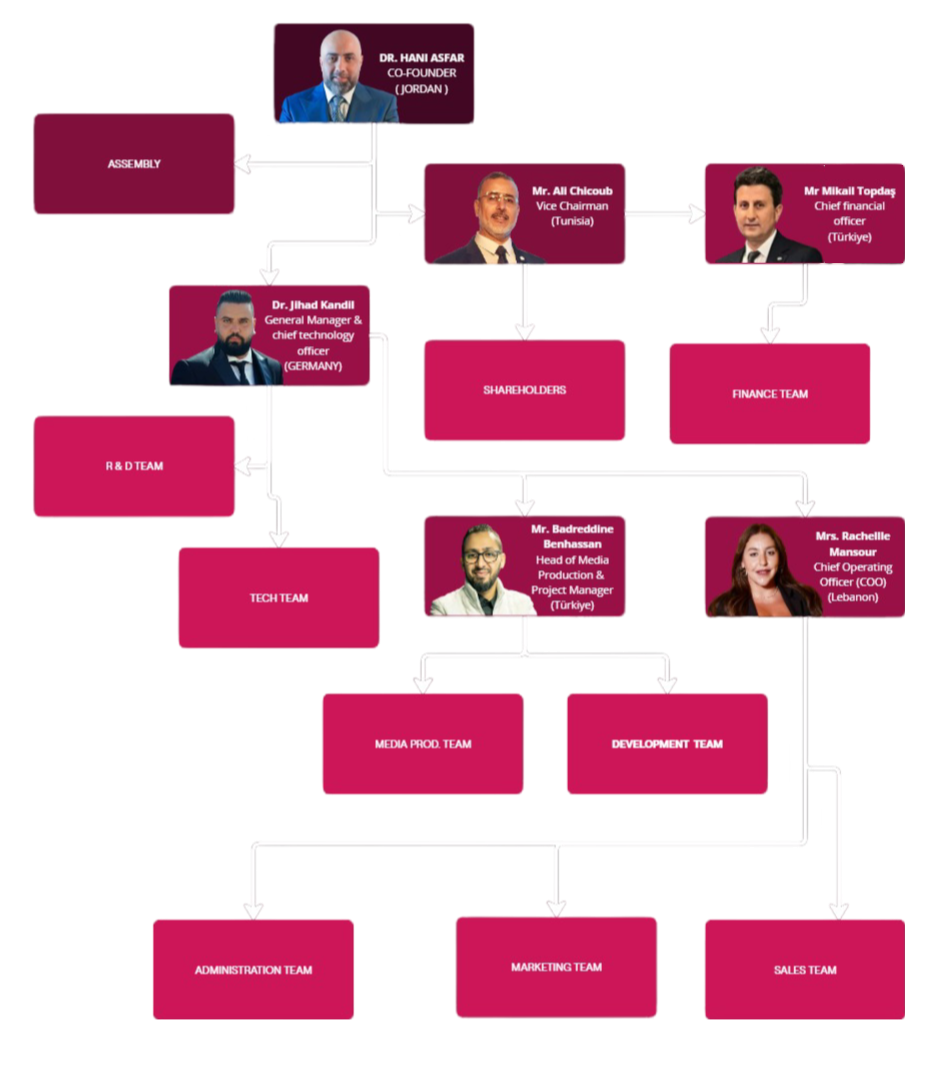 DR. HANI ASFAR
CO-FOUNDER
( JORDAN )
ASSEMBLY
Mr. Ali Chicoub
Vice Chairman
(Tunisia)
Mr Mikail Topdaş
Chief financial
officer
(Türkiye)
Dr. Jihad Kandil
General Manager &
chief technology
officer
(GERMANY)
SHAREHOLDERS
FINANCE TEAM
R & D TEAM
Mr. Badreddine
Benhassan
Head of Media
Production &
Project Manager
(Türkiye)
Mrs. Rachellle
Mansour
Chief Operating
Officer (COO)
(Lebanon)
TECH TEAM
MEDIA PROD. TEAM
DEVELOPMENT TEAM
ADMINISTRATION TEAM
MARKETING TEAM
SALES TEAM